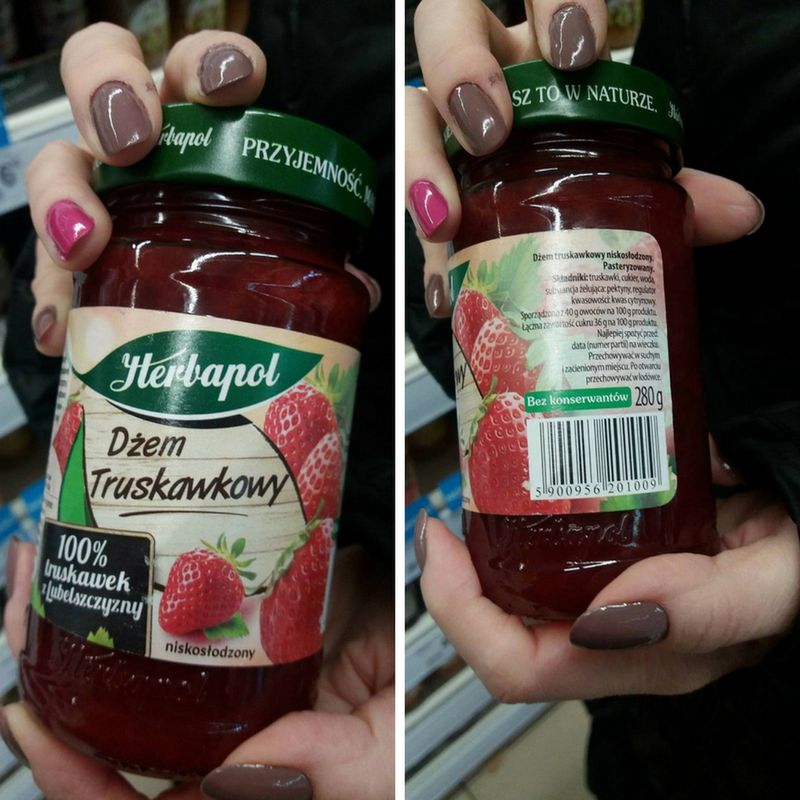 Herbapol PRZYJEMNOŚĆ.
Herbapol
Dżem
Truskawkowy
100%
truskawek
z Lubelszczyzny
niskosłodzony
SZ TO W NATURZE.
Dżem truskawkowy niskosłodzony.
Pasteryzowany.
Składniki: truskawki, cukier, woda,
substancja żelująca: pektyny, regulator
kwasowości: kwas cytrynowy.
Sporządzono z 40 g owoców na 100 g produktu.
Łączna zawartość cukru 36 g na 100 g produktu.
Najlepiej spożyć przed:
data (numer partii) na wieczku.
Przechowywać w suchym
i zacienionym miejscu. Po otwarciu
przechowywać w lodówce.
Bez konserwantów 280 g
5 900956 201009